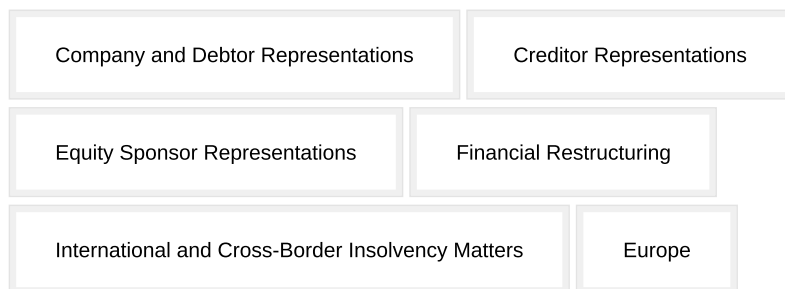 Company and Debtor Representations
Creditor Representations
Equity Sponsor Representations
Financial Restructuring
International and Cross-Border Insolvency Matters
Europe